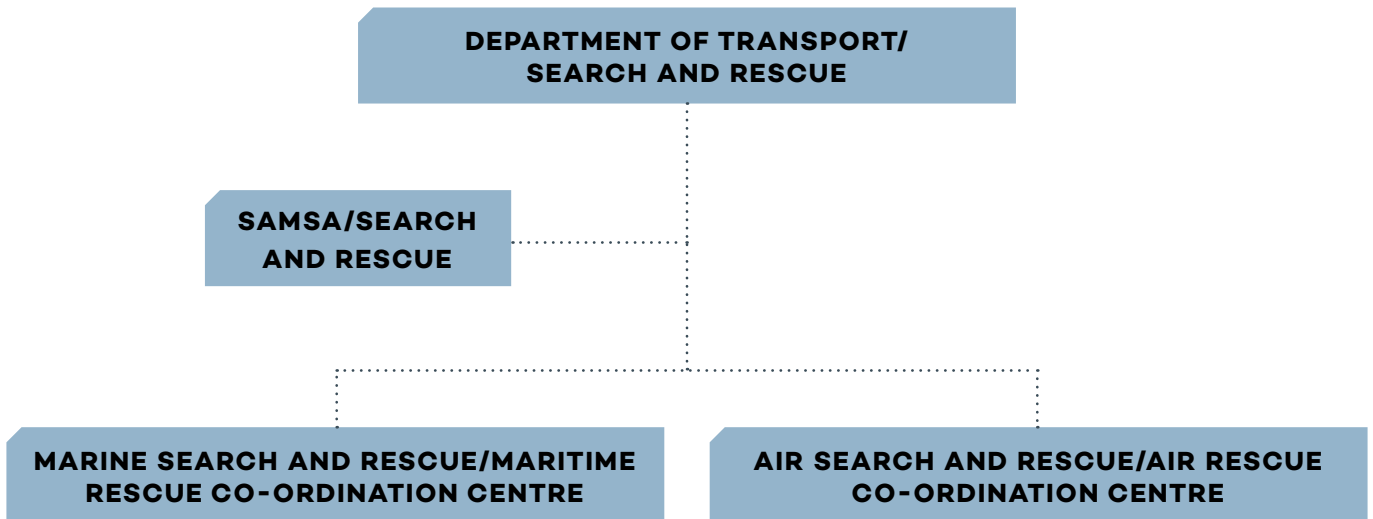 DEPARTMENT OF TRANSPORT/
SEARCH AND RESCUE
SAMSA/SEARCH
AND RESCUE
MARINE SEARCH AND RESCUE/MARITIME
RESCUE CO-ORDINATION CENTRE
AIR SEARCH AND RESCUE/AIR RESCUE
CO-ORDINATION CENTRE